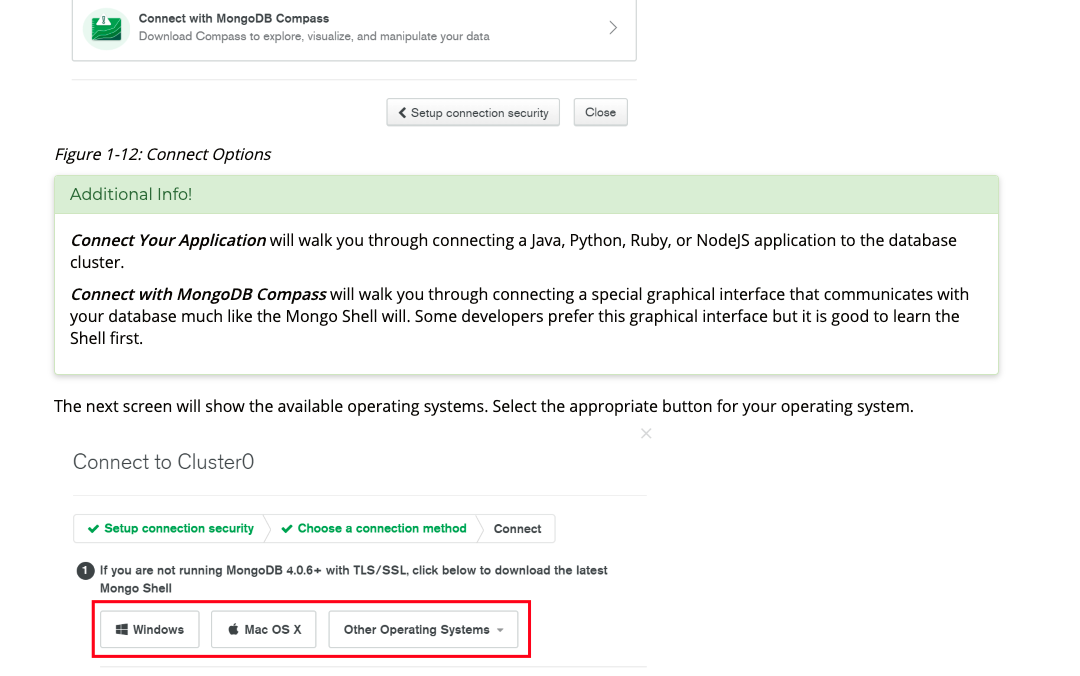 Connect with MongoDB Compass
Download Compass to explore, visualize, and manipulate your data
Setup connection security
Close
Figure 1-12: Connect Options
Additional Info!
Connect Your Application will walk you through connecting a Java, Python, Ruby, or NodeJS application to the database
cluster.
Connect with MongoDB Compass will walk you through connecting a special graphical interface that communicates with
your database much like the Mongo Shell will. Some developers prefer this graphical interface but it is good to learn the
Shell first.
The next screen will show the available operating systems. Select the appropriate button for your operating system.
Connect to Cluster0
Setup connection security
Choose a connection method
Connect
1 If you are not running MongoDB 4.0.6+ with TLS/SSL, click below to download the latest
Mongo Shell
Windows
Mac OS X
Other Operating Systems